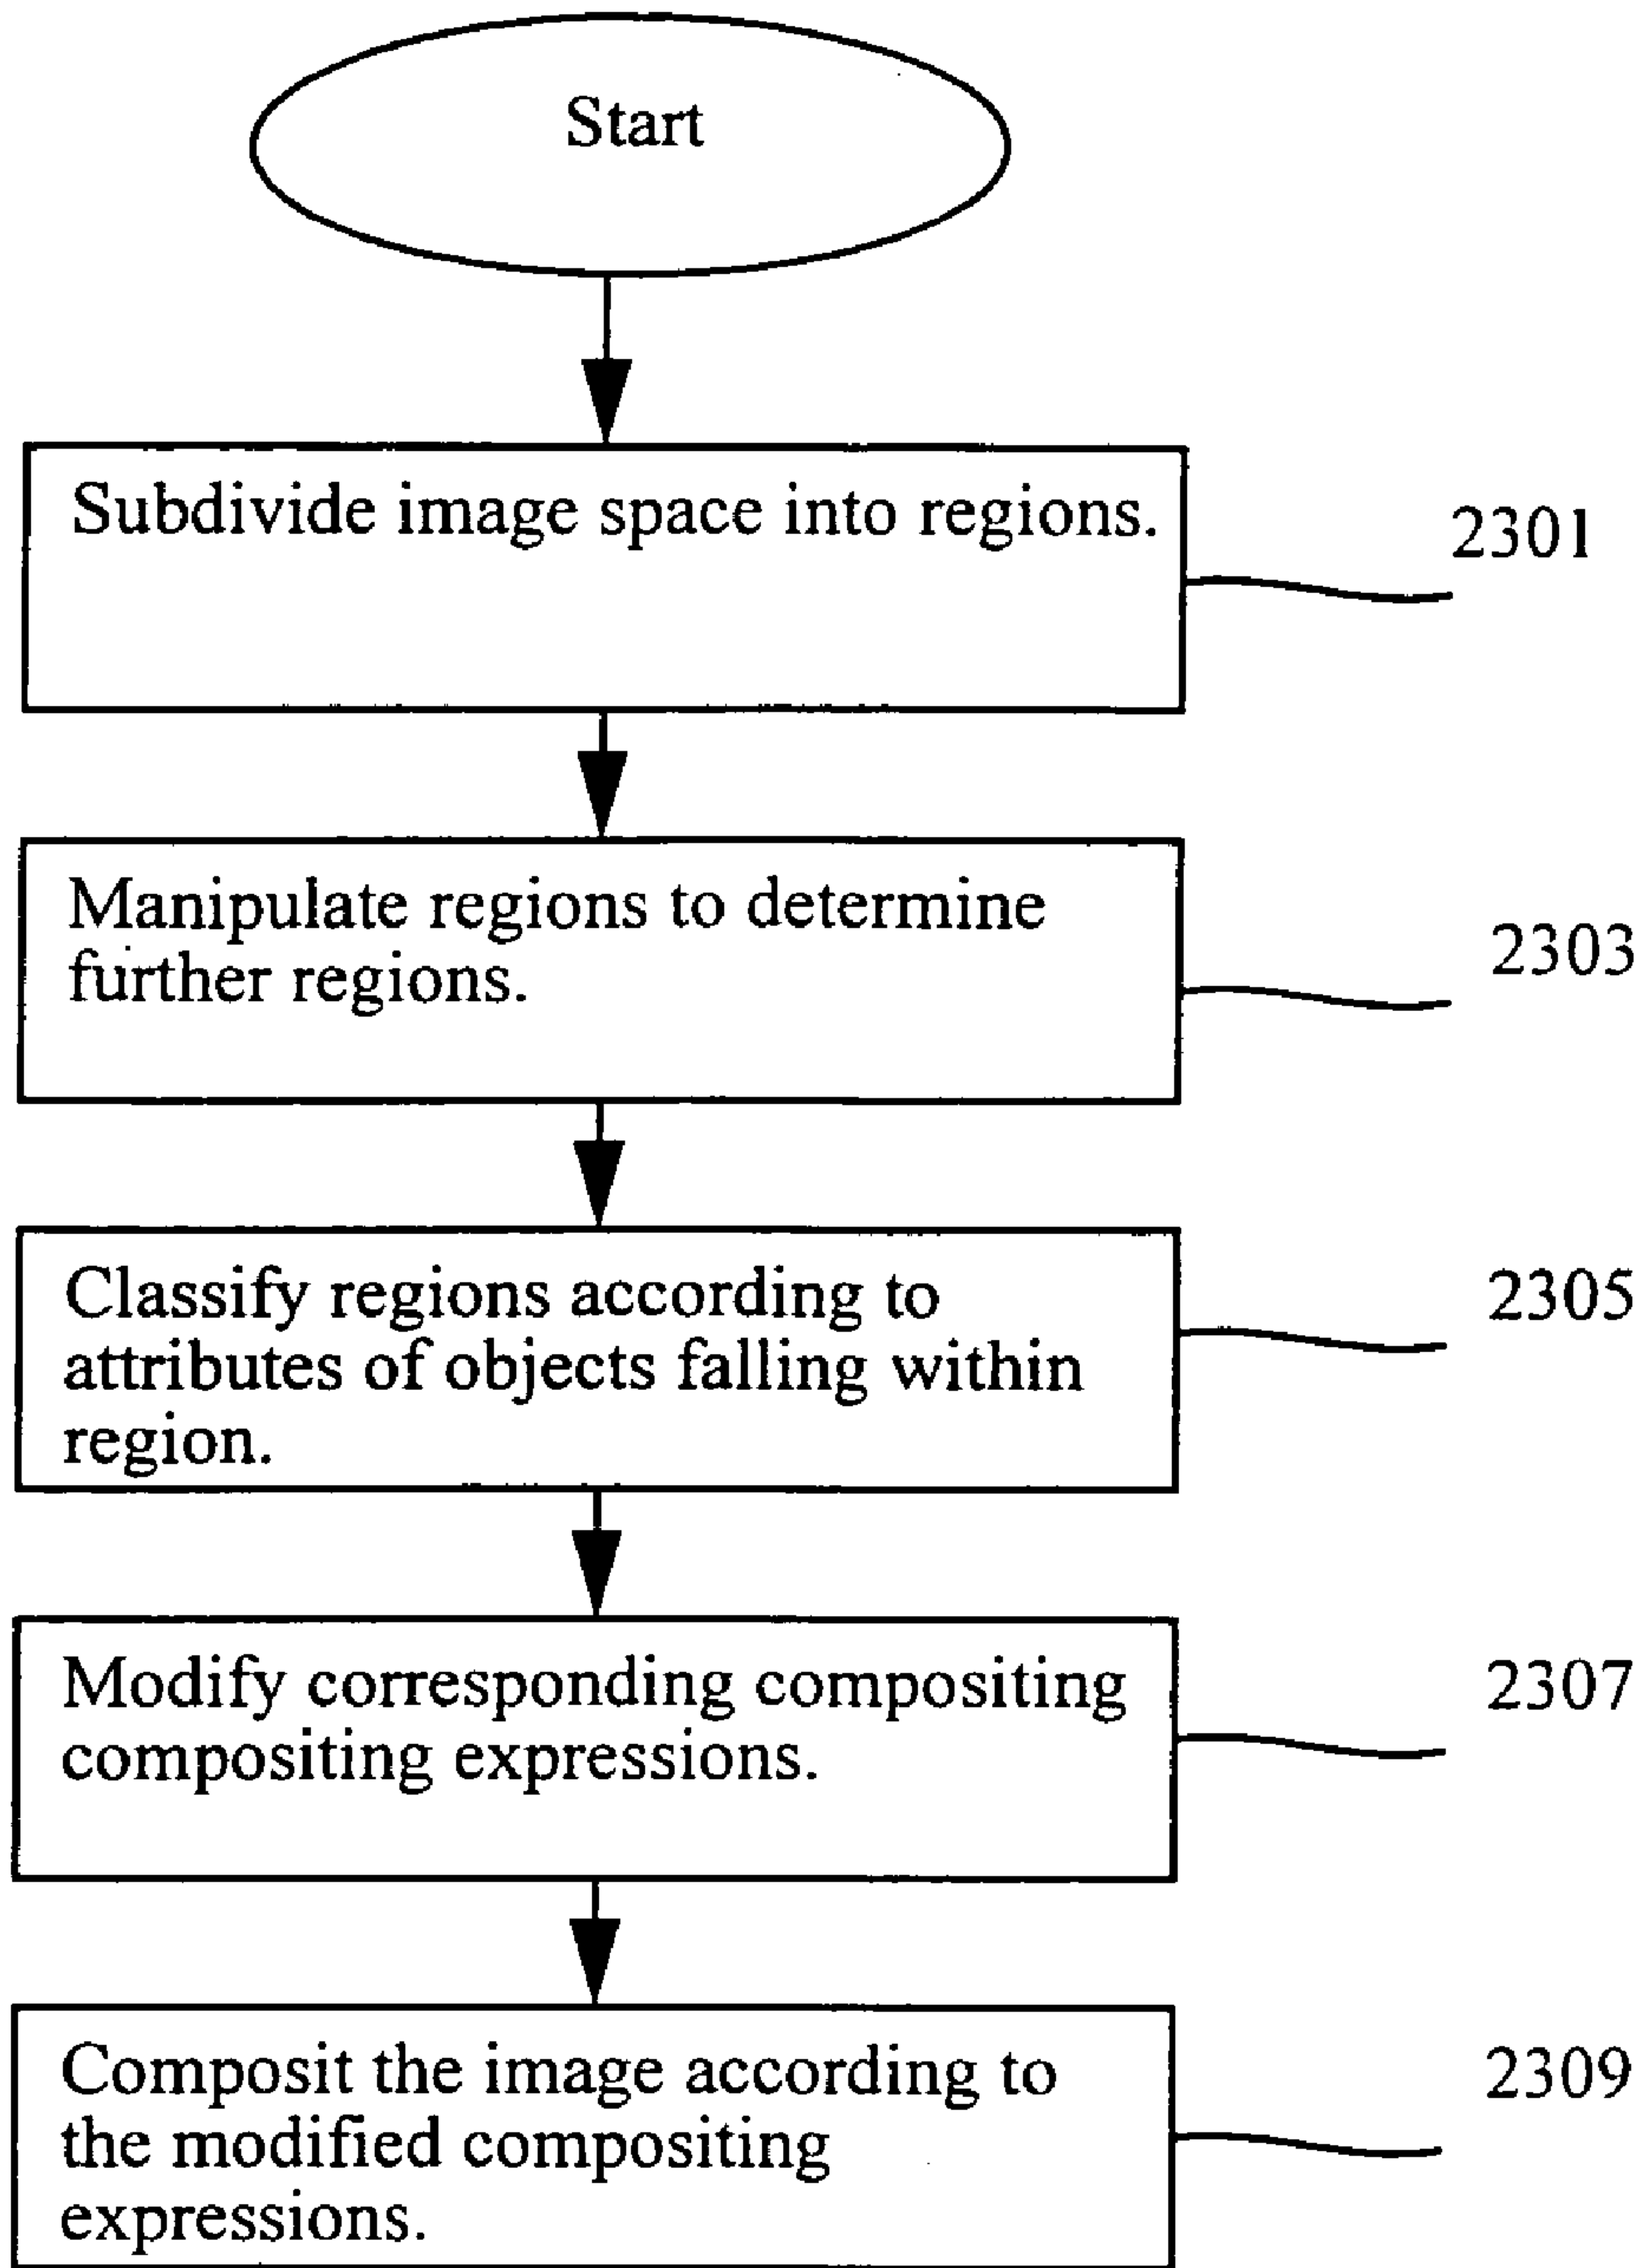 Start
Subdivide image space into regions.
2301
Manipulate regions to determine
further regions.
2303
Classify regions according to
attributes of objects falling within
region.
2305
Modify corresponding compositing
compositing expressions.
2307
Composit the image according to
the modified compositing
expressions.
2309